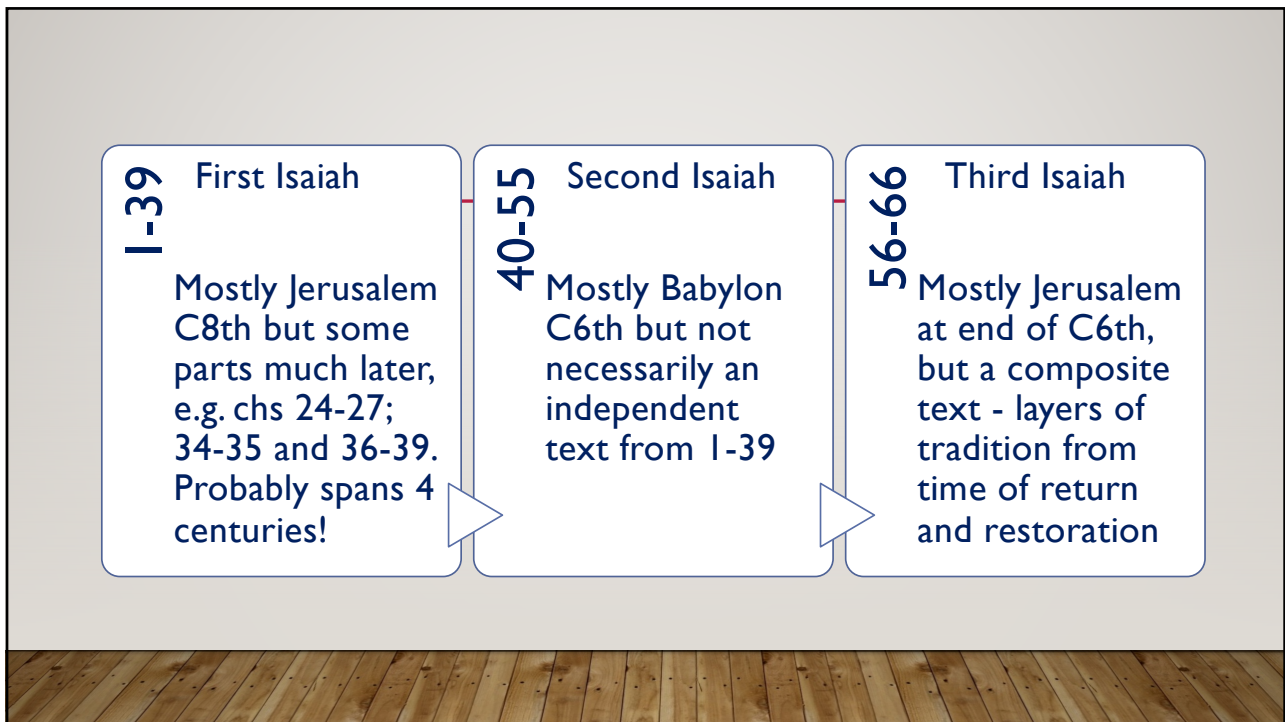 1-39
First Isaiah
Mostly Jerusalem
C8th but some
parts much later,
e.g. chs 24-27;
34-35 and 36-39.
Probably spans 4
centuries!
40-55
Second Isaiah
Mostly Babylon
C6th but not
necessarily an
independent
text from 1-39
56-66
Third Isaiah
Mostly Jerusalem
at end of C6th,
but a composite
text - layers of
tradition from
time of return
and restoration